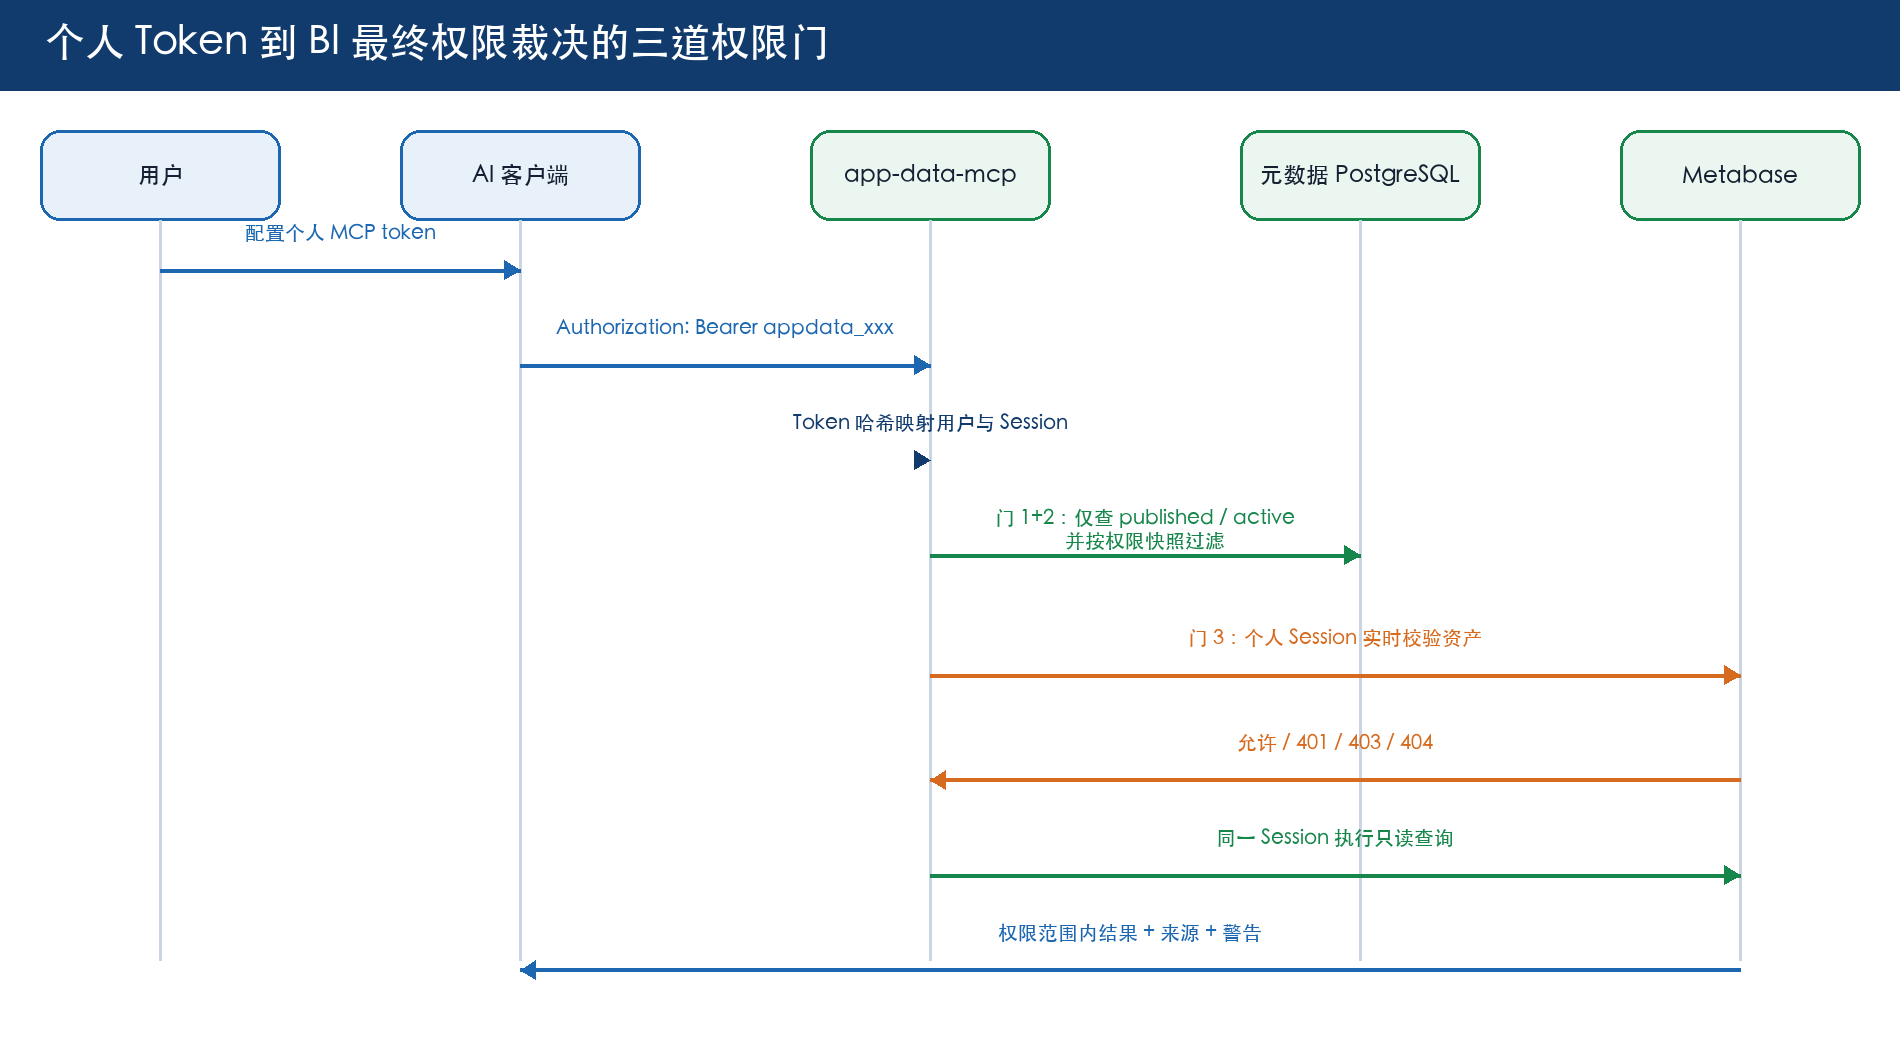 个人 Token 到 BI 最终权限裁决的三道权限门
用户
AI 客户端
app-data-mcp
元数据 PostgreSQL
Metabase
配置个人 MCP token
Authorization: Bearer appdata_xxx
Token 哈希映射用户与 Session
门 1+2：仅查 published / active
并按权限快照过滤
门 3：个人 Session 实时校验资产
允许 / 401 / 403 / 404
同一 Session 执行只读查询
权限范围内结果 + 来源 + 警告